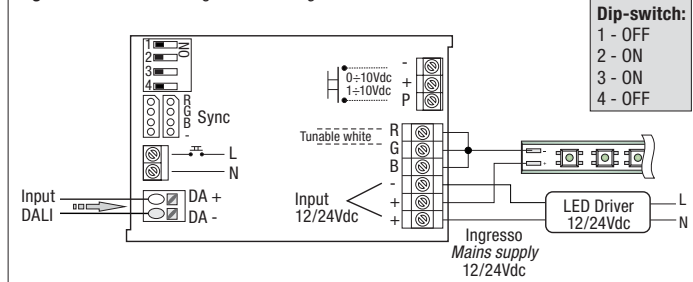 Dip-switch:
1 - OFF
2 - ON
3 - ON
4 - OFF
1
2
3
4
ON
R
G
B
-
Sync
L
N
Input
DALI
DA +
DA -
0÷10Vdc
1÷10Vdc
-
+
P
Tunable white
R
G
B
-
+
+
Input
12/24Vdc
-
+
LED Driver
12/24Vdc
L
N
Ingresso
Mains supply
12/24Vdc